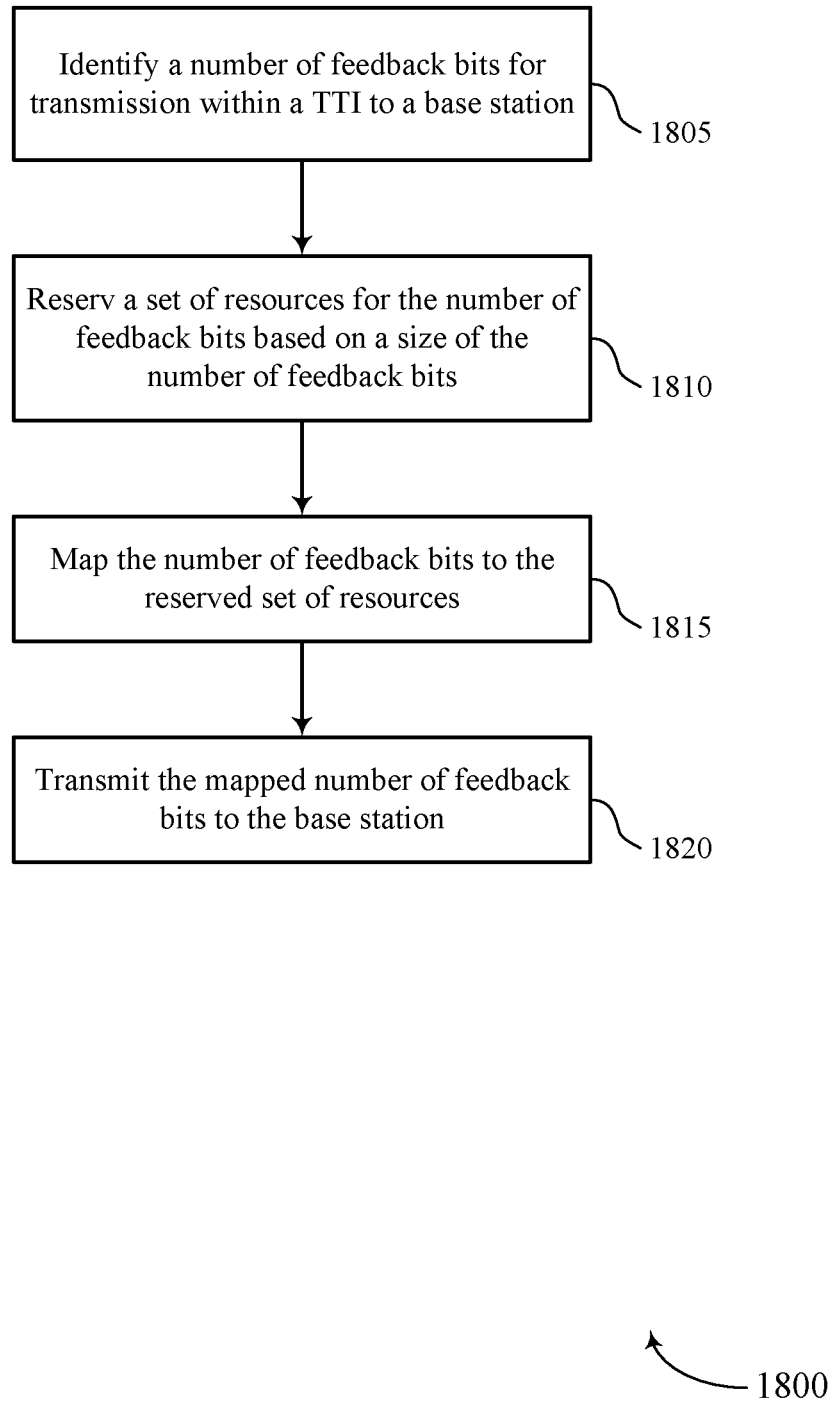 Identify a number of feedback bits for
transmission within a TTI to a base station
1805
Reserv a set of resources for the number of
feedback bits based on a size of the
number of feedback bits
1810
Map the number of feedback bits to the
reserved set of resources
1815
Transmit the mapped number of feedback
bits to the base station
1820
1800